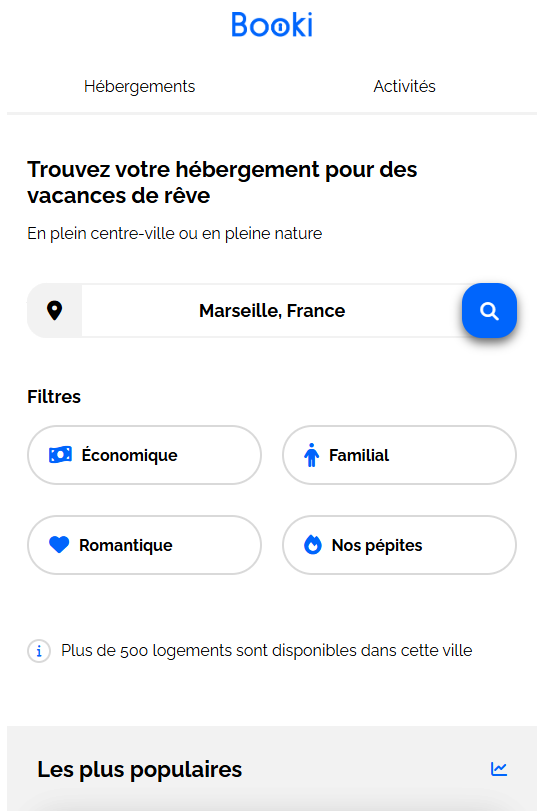 Booki
Hébergements
Activités
Trouvez votre hébergement pour des
vacances de rêve
En plein centre-ville ou en pleine nature
Marseille, France
Filtres
Économique
Familial
Romantique
Nos pépites
Plus de 500 logements sont disponibles dans cette ville
Les plus populaires